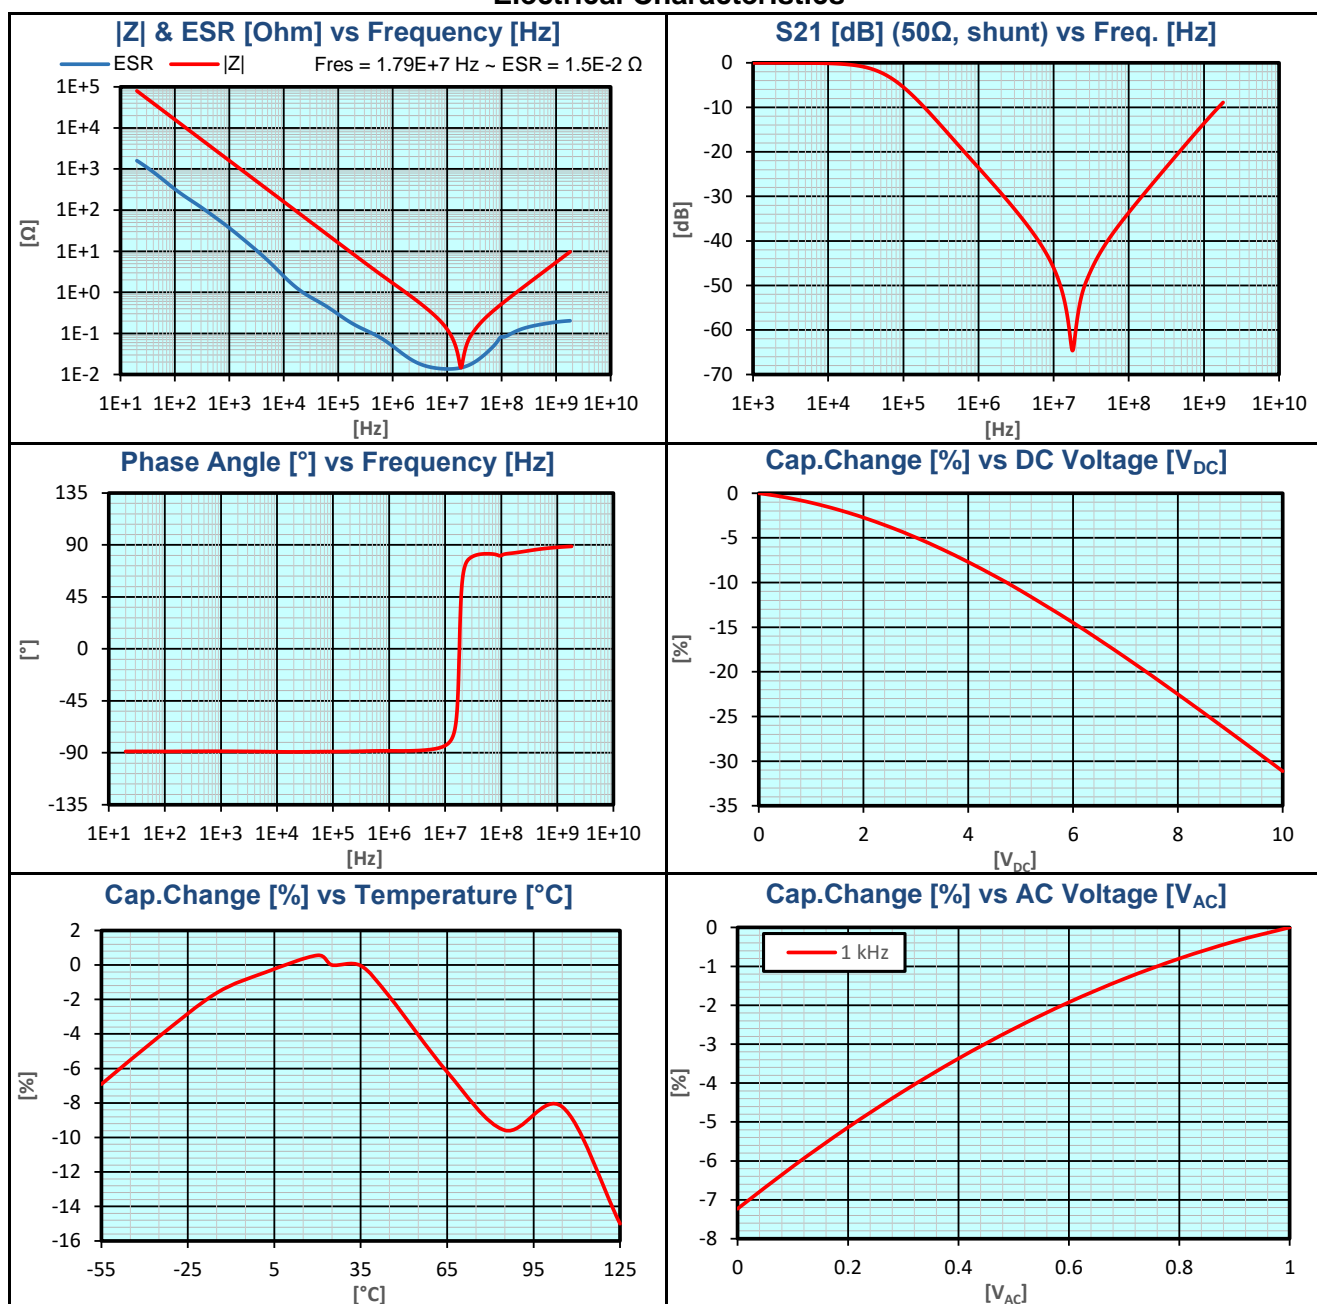 Electrical Characteristics
|Z| & ESR [Ohm] vs Frequency [Hz]
ESR |Z| Fres = 1.79E+7 Hz ~ ESR = 1.5E-2 Ω
1E+5
1E+4
1E+3
1E+2
1E+1
1E+0
1E-1
1E-2
[Ω]
1E+1 1E+2 1E+3 1E+4 1E+5 1E+6 1E+7 1E+8 1E+9 1E+10
[Hz]
S21 [dB] (50Ω, shunt) vs Freq. [Hz]
0
-10
-20
-30
-40
-50
-60
-70
[dB]
1E+3 1E+4 1E+5 1E+6 1E+7 1E+8 1E+9 1E+10
[Hz]
Phase Angle [°] vs Frequency [Hz]
135
90
45
0
-45
-90
-135
[°]
1E+1 1E+2 1E+3 1E+4 1E+5 1E+6 1E+7 1E+8 1E+9 1E+10
[Hz]
Cap.Change [%] vs DC Voltage [VDC]
0
-5
-10
-15
-20
-25
-30
-35
[%]
0 2 4 6 8 10
[VDC]
Cap.Change [%] vs Temperature [°C]
2
0
-2
-4
-6
-8
-10
-12
-14
-16
[%]
-55 -25 5 35 65 95 125
[°C]
Cap.Change [%] vs AC Voltage [VAC]
1 kHz
0
-1
-2
-3
-4
-5
-6
-7
-8
[%]
0 0.2 0.4 0.6 0.8 1
[VAC]